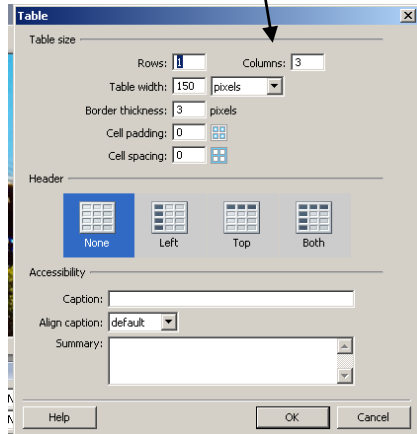 Table
Table size
Rows: 1 Columns: 3
Table width: 150 pixels
Border thickness: 3 pixels
Cell padding: 0
Cell spacing: 0
Header
None Left Top Both
Accessibility
Caption:
Align caption: default
Summary:
Help OK Cancel